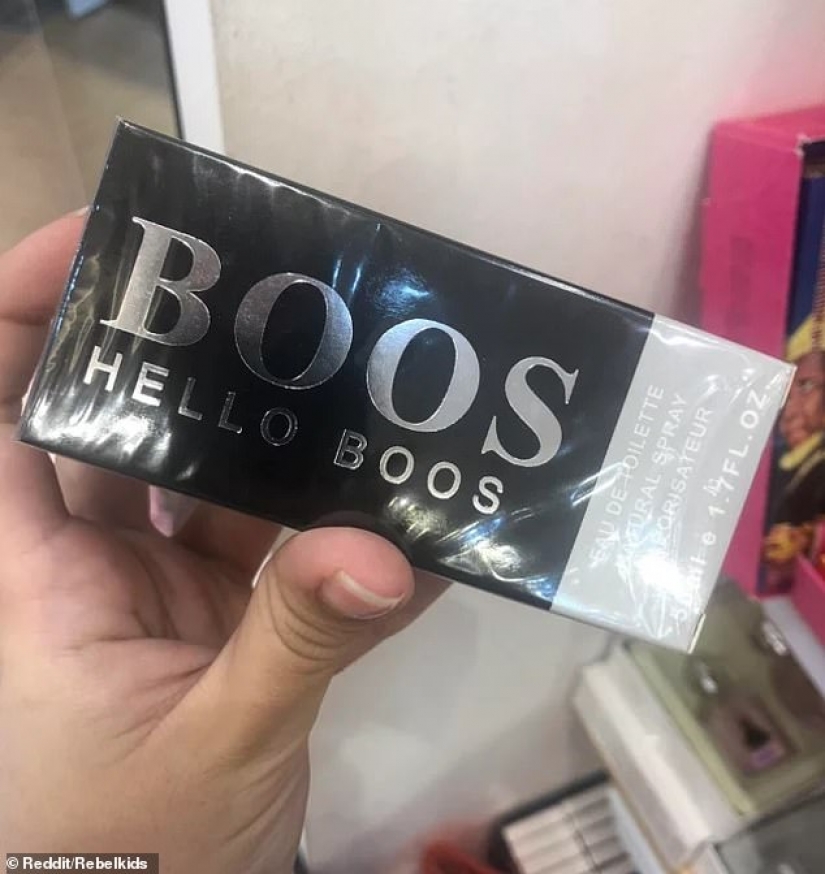 BOOS
HELLO BOOS
EAU DE TOILETTE
NATURAL SPRAY
VAPORISATEUR
e 1.7FL.OZ.
© Reddit/Rebelkids